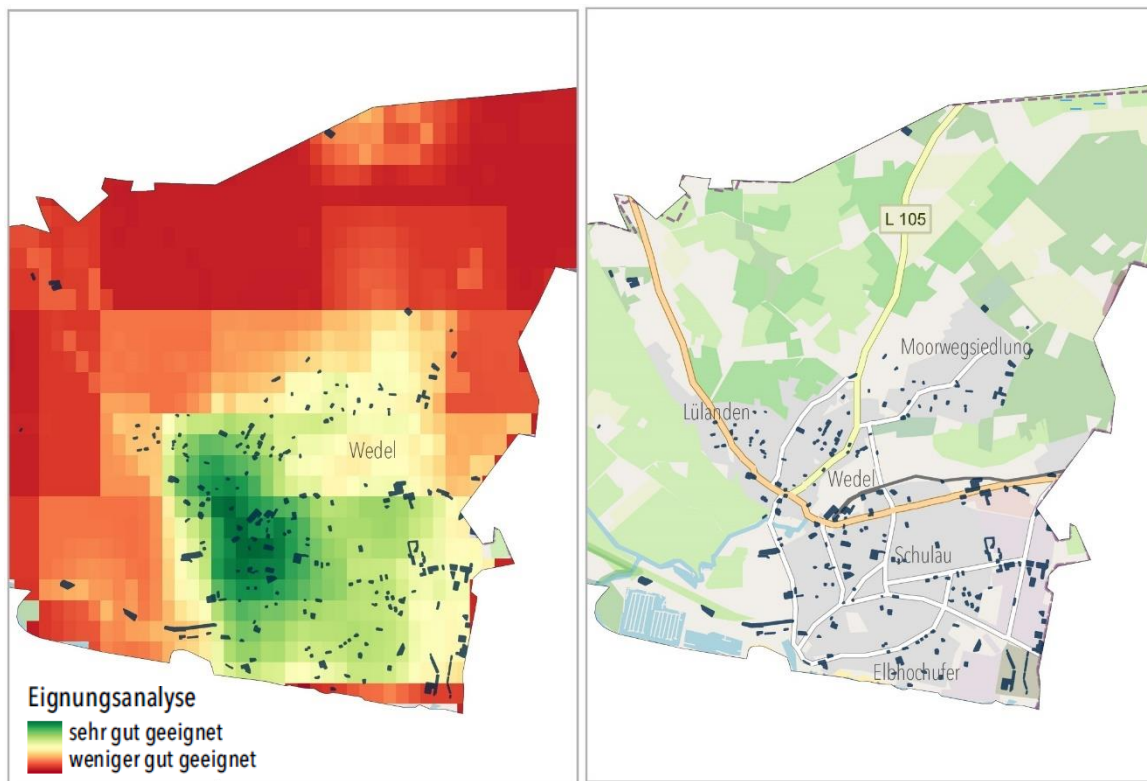 Wedel
Eignungsanalyse
sehr gut geeignet
weniger gut geeignet
L 105
Moorwegsiedlung
Lülanden
Wedel
Schulau
Elbhochufer